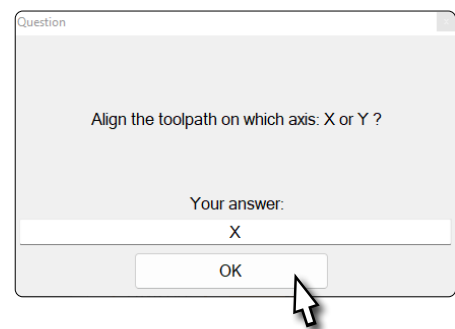 Question
Align the toolpath on which axis: X or Y ?
Your answer:
X
OK